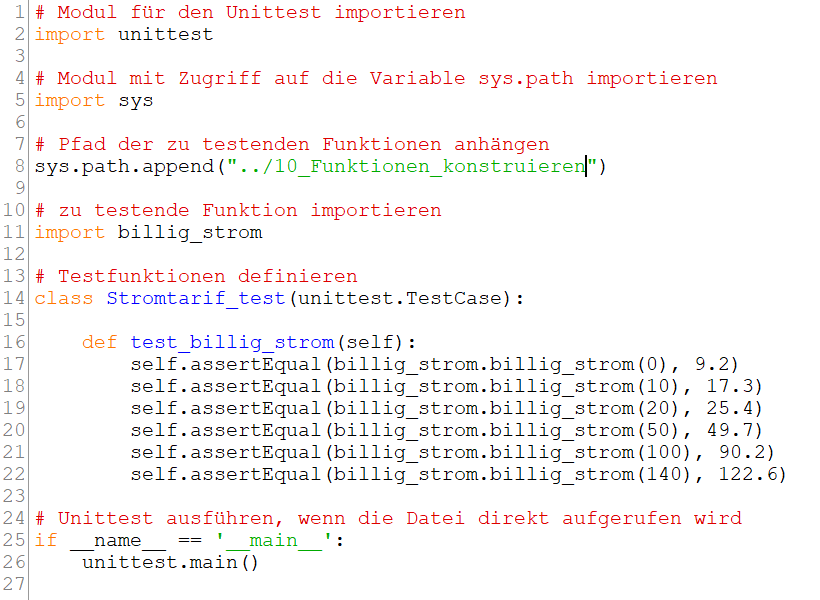 1 # Modul für den Unittest importieren
2 import unittest
3
4 # Modul mit Zugriff auf die Variable sys.path importieren
5 import sys
6
7 # Pfad der zu testenden Funktionen anhängen
8 sys.path.append("../10_Funktionen_konstruieren")
9
10 # zu testende Funktion importieren
11 import billig_strom
12
13 # Testfunktionen definieren
14 class Stromtarif_test(unittest.TestCase):
15
16     def test_billig_strom(self):
17         self.assertEqual(billig_strom.billig_strom(0), 9.2)
18         self.assertEqual(billig_strom.billig_strom(10), 17.3)
19         self.assertEqual(billig_strom.billig_strom(20), 25.4)
20         self.assertEqual(billig_strom.billig_strom(50), 49.7)
21         self.assertEqual(billig_strom.billig_strom(100), 90.2)
22         self.assertEqual(billig_strom.billig_strom(140), 122.6)
23
24 # Unittest ausführen, wenn die Datei direkt aufgerufen wird
25 if __name__ == '__main__':
26     unittest.main()
27